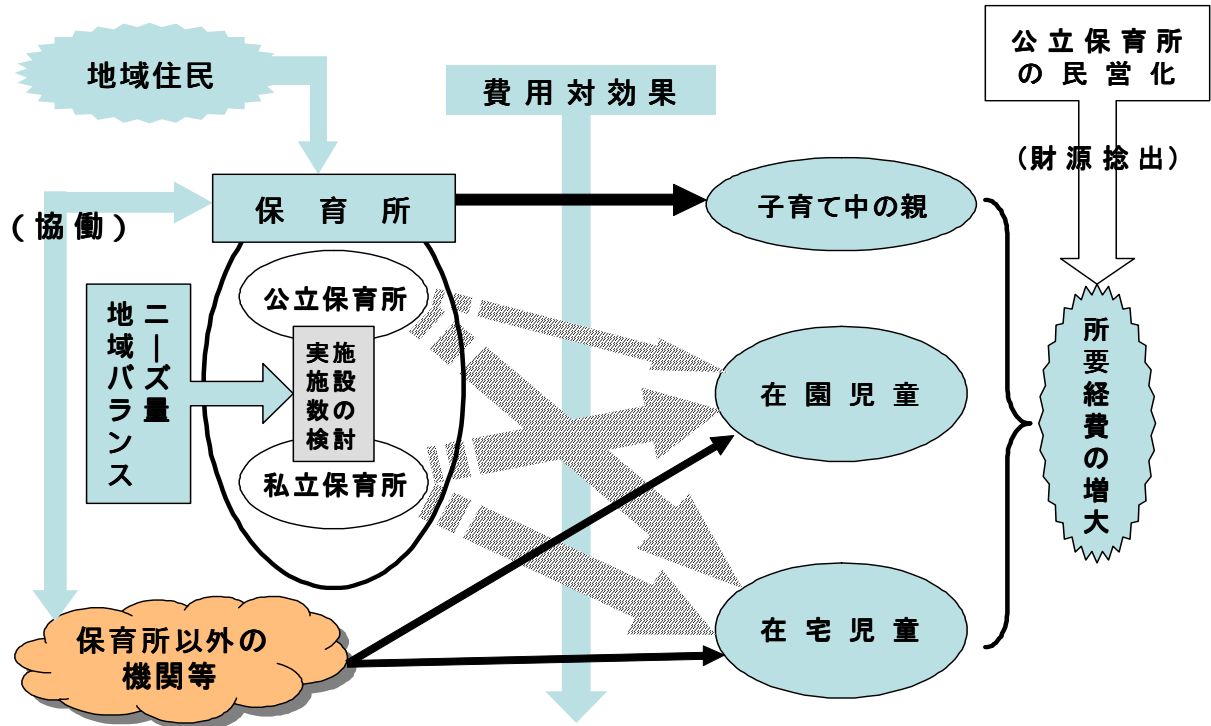 地域住民
費用対効果
公立保育所
の民営化
(財源捻出)
保育所
子育て中の親
(協働)
公立保育所
ニーズ量
地域バランス
実施
施設
数の
検討
在園児童
所要経費の増大
私立保育所
在宅児童
保育所以外の
機関等